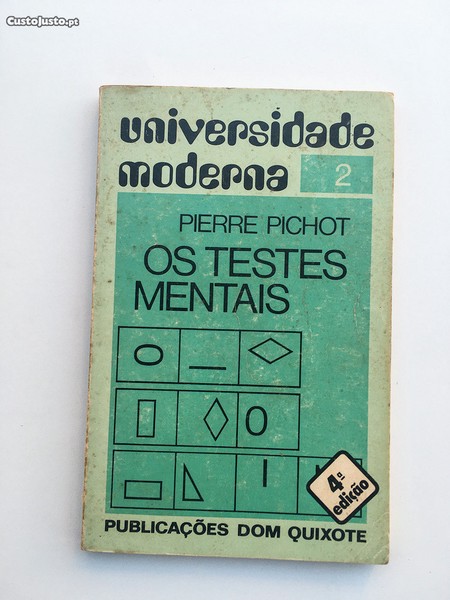 CustoJusto.pt
universidade
moderna
2
PIERRE PICHOT
OS TESTES
MENTAIS
4ª
edição
PUBLICAÇÕES DOM QUIXOTE